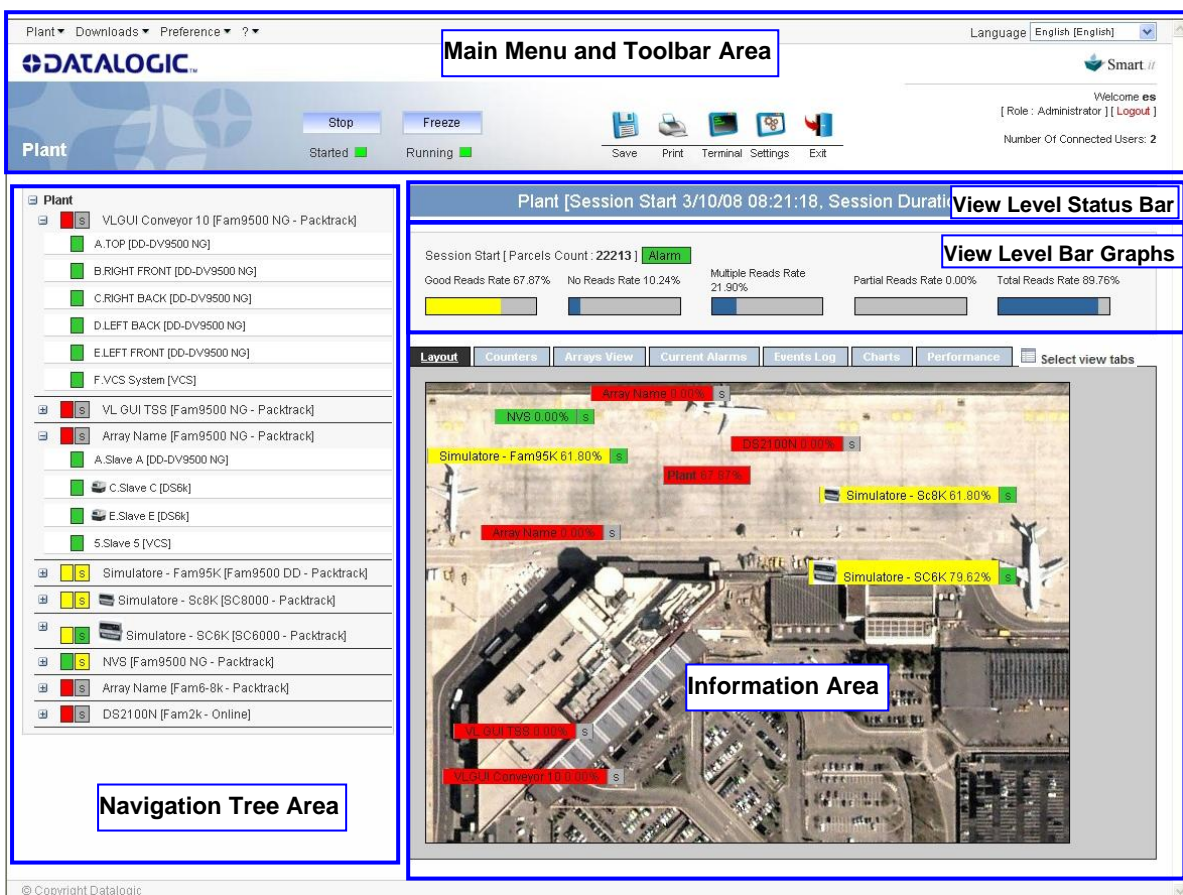 Plant Downloads Preference ?
Language English [English]
Main Menu and Toolbar Area
DATALOGIC™
Smart.it
Welcome es
[ Role : Administrator ] [ Logout ]
Number Of Connected Users: 2
Stop Freeze
Plant
Started Running
Save Print Terminal Settings Exit
Plant [Session Start 3/10/08 08:21:18, Session
View Level Status Bar
View Level Bar Graphs
Session Start [ Parcels Count : 22213 ] Alarm
Good Reads Rate 67.87% No Reads Rate 10.24% Multiple Reads Rate 21.90% Partial Reads Rate 0.00% Total Reads Rate 89.76%
Plant
s VLGUI Conveyor 10 [Fam9500 NG - Packtrack]
A.TOP [DD-DV9500 NG]
B.RIGHT FRONT [DD-DV9500 NG]
C.RIGHT BACK [DD-DV9500 NG]
D.LEFT BACK [DD-DV9500 NG]
E.LEFT FRONT [DD-DV9500 NG]
F.VCS System [VCS]
s VL GUI TSS [Fam9500 NG - Packtrack]
s Array Name [Fam9500 NG - Packtrack]
A.Slave A [DD-DV9500 NG]
C.Slave C [DS6k]
E.Slave E [DS6k]
5.Slave 5 [VCS]
s Simulatore - Fam95K [Fam9500 DD - Packtrack]
s Simulatore - Sc8K [SC8000 - Packtrack]
s Simulatore - SC6K [SC6000 - Packtrack]
s NVS [Fam9500 NG - Packtrack]
s Array Name [Fam6-8k - Packtrack]
s DS2100N [Fam2k - Online]
Navigation Tree Area
Layout Counters Arrays View Current Alarms Events Log Charts Performance Select view tabs
Array Name 0.00% s
NVS 0.00% s
DS2100N 0.00% s
Simulatore - Fam95K 61.80% s
Plant 67.87%
Simulatore - Sc8K 61.80% s
Array Name 0.00% s
Simulatore - SC6K 79.62% s
Information Area
VL GUI TSS 0.00% s
VLGUI Conveyor 10 0.00% s
© Copyright Datalogic